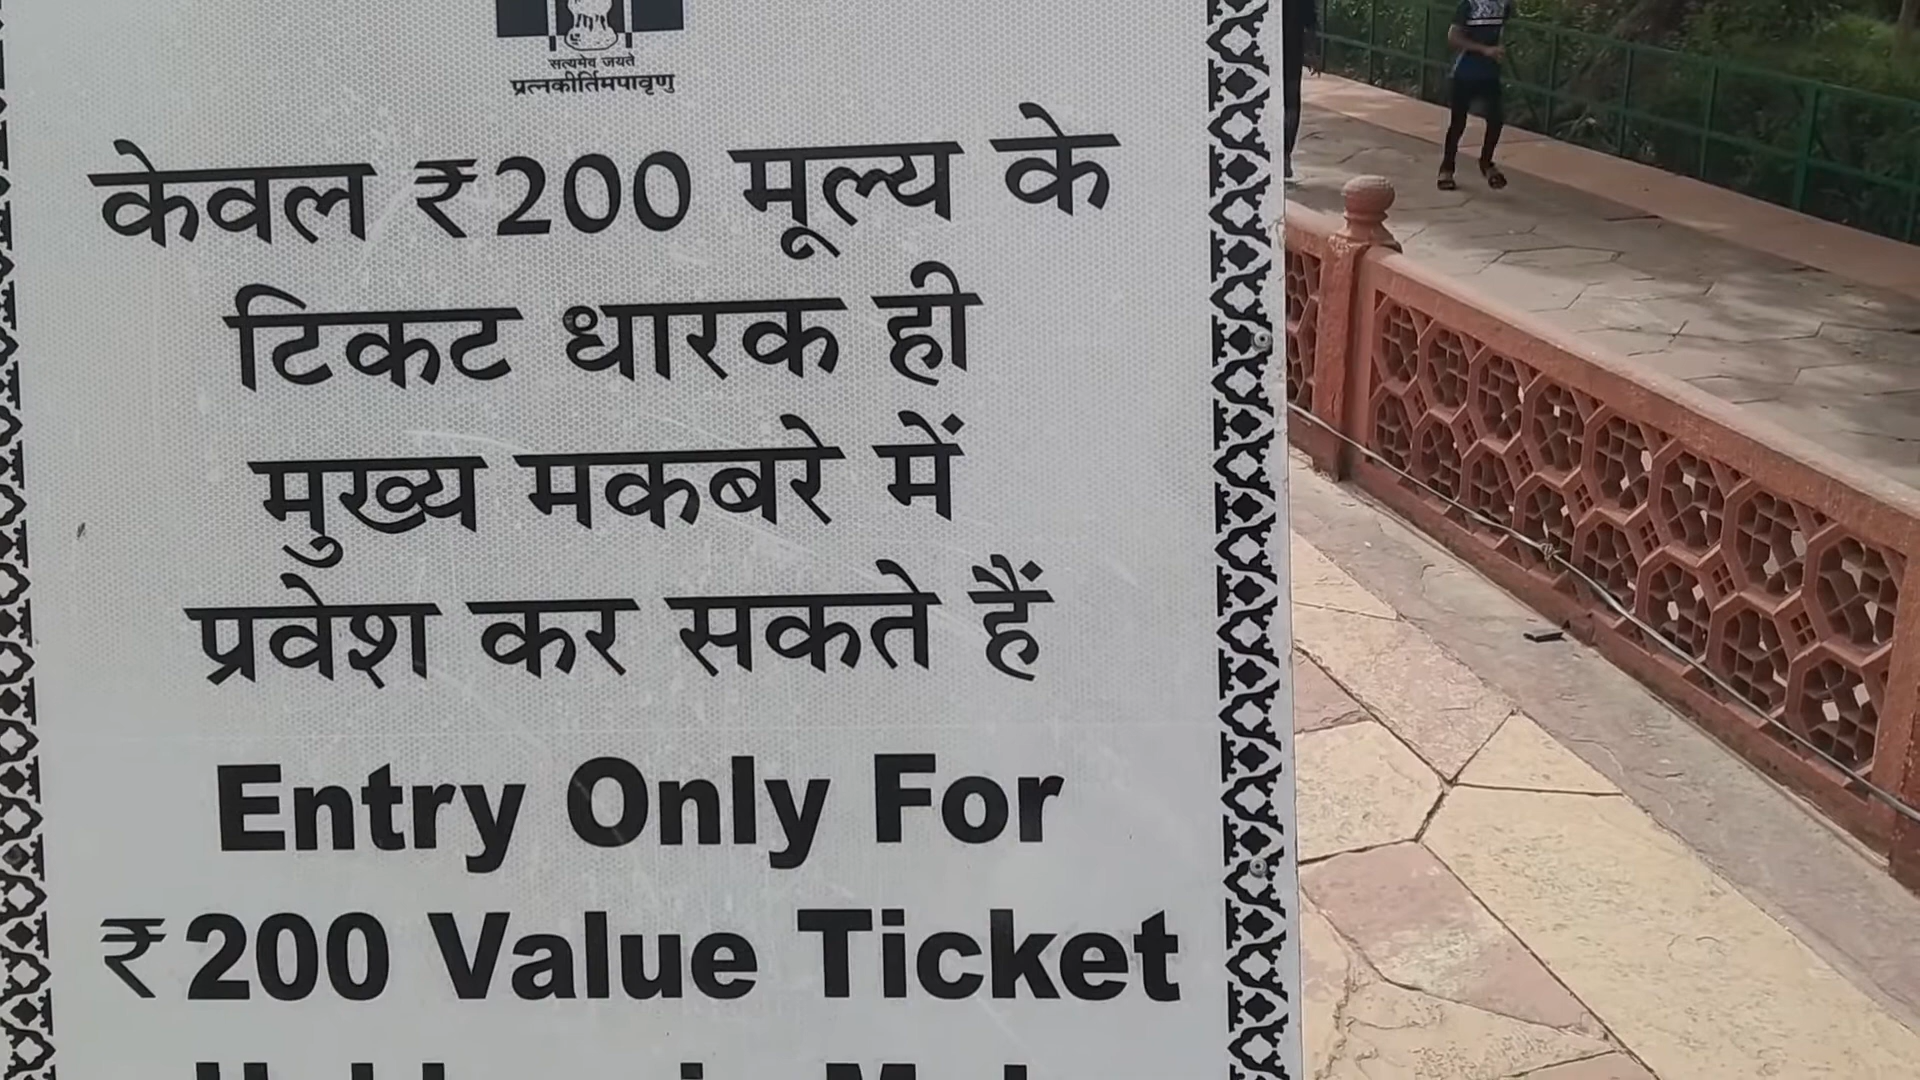 सत्यमेव जयते
प्रत्नकीर्तिमपावृणु
केवल ₹200 मूल्य के
टिकट धारक ही
मुख्य मकबरे में
प्रवेश कर सकते हैं
Entry Only For
₹200 Value Ticket